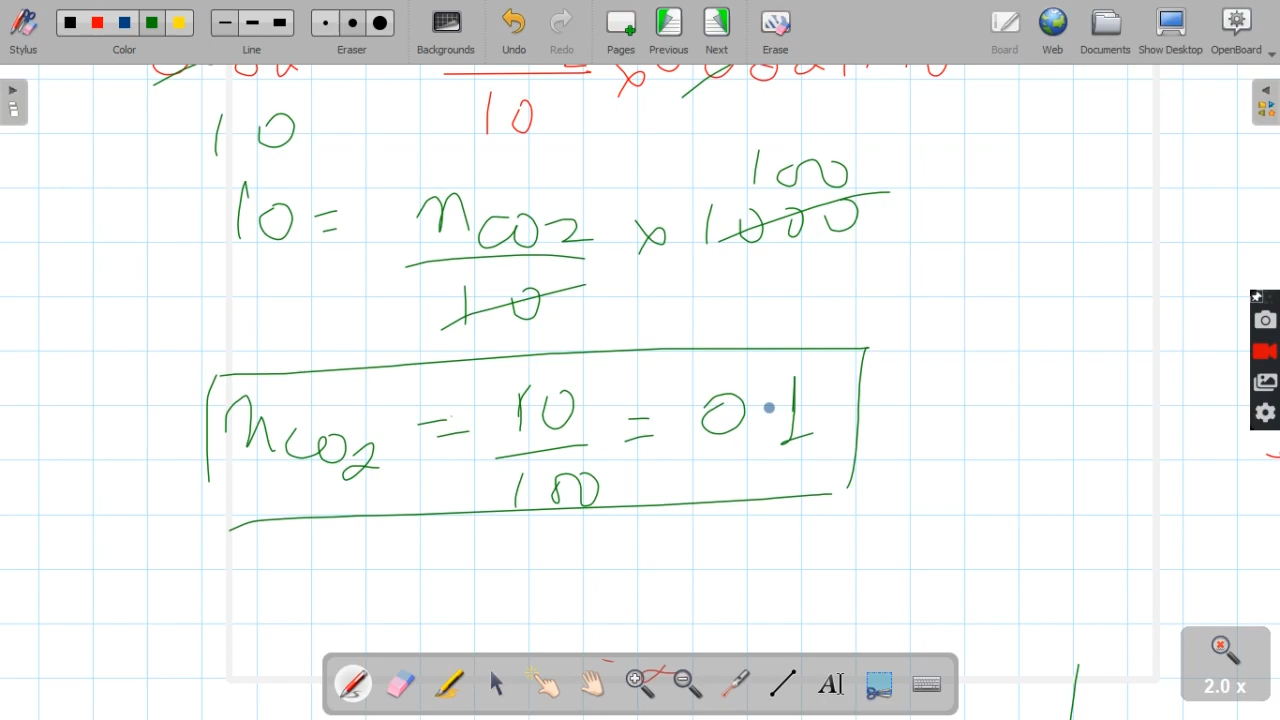 Stylus Color Line Eraser Backgrounds Undo Redo Pages Previous Next Erase Board Web Documents Show Desktop OpenBoard
10
10
10 = nCO2 / 10 × 1000
100
nCO2 = 10 / 100 = 0.1
2.0 x